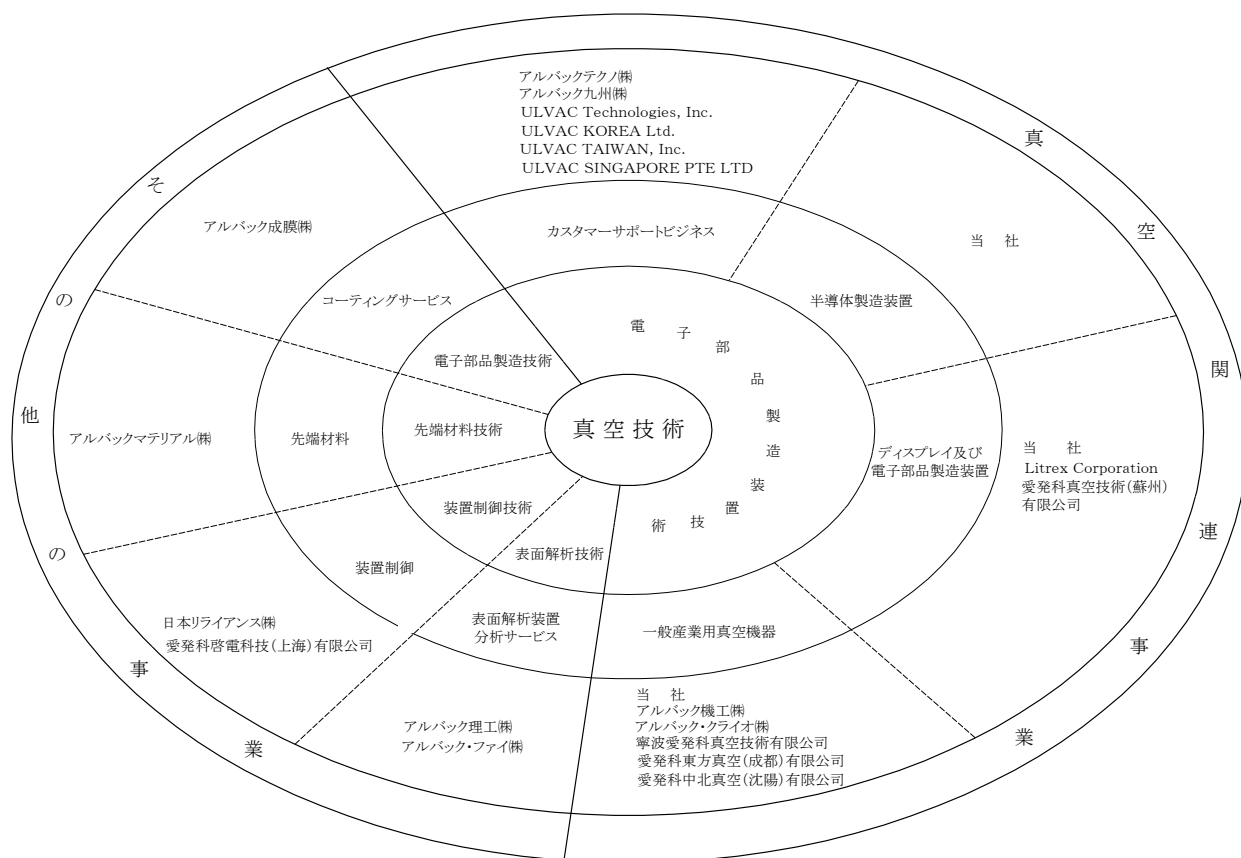 真空関連事業
その他の事業
アルバックテクノ㈱
アルバック九州㈱
ULVAC Technologies, Inc.
ULVAC KOREA Ltd.
ULVAC TAIWAN, Inc.
ULVAC SINGAPORE PTE LTD
カスタマーサポートビジネス
当　社
半導体製造装置
当　社
Litrex Corporation
愛発科真空技術(蘇州)
有限公司
ディスプレイ及び
電子部品製造装置
当　社
アルバック機工㈱
アルバック・クライオ㈱
寧波愛発科真空技術有限公司
愛発科東方真空(成都)有限公司
愛発科中北真空(沈陽)有限公司
一般産業用真空機器
電子部品製造装置技術
アルバック成膜㈱
コーティングサービス
電子部品製造技術
アルバックマテリアル㈱
先端材料
先端材料技術
日本リライアンス㈱
愛発科啓電科技(上海)有限公司
装置制御
装置制御技術
アルバック理工㈱
アルバック・ファイ㈱
表面解析装置
分析サービス
表面解析技術
真空技術